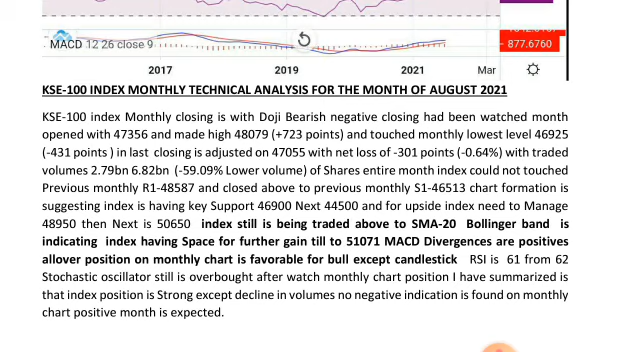 MACD 12 26 close 9
877.6760
2017 2019 2021 Mar
KSE-100 INDEX MONTHLY TECHNICAL ANALYSIS FOR THE MONTH OF AUGUST 2021
KSE-100 INDEX Monthly closing is with Doji Bearish negative closing had been watched month
opened with 47356 and made high 48079 (+723 points) and touched monthly lowest level 46925
(-431 points ) in last closing is adjusted on 47055 with net loss of -301 points (-0.64%) with traded
volumes 2.79bn 6.82bn (-59.09% Lower volume) of Shares entire month index could not touched
Previous monthly R1-48587 and closed above to previous monthly S1-46513 chart formation is
suggesting index is having key Support 46900 Next 44500 and for upside index need to Manage
48950 then Next is 50650 index still is being traded above to SMA-20 Bollinger band is
indicating index having Space for further gain till to 51071 MACD Divergences are positives
allover position on monthly chart is favorable for bull except candlestick RSI is 61 from 62
Stochastic oscillator still is overbought after watch monthly chart position I have summarized is
that index position is Strong except decline in volumes no negative indication is found on monthly
chart positive month is expected.